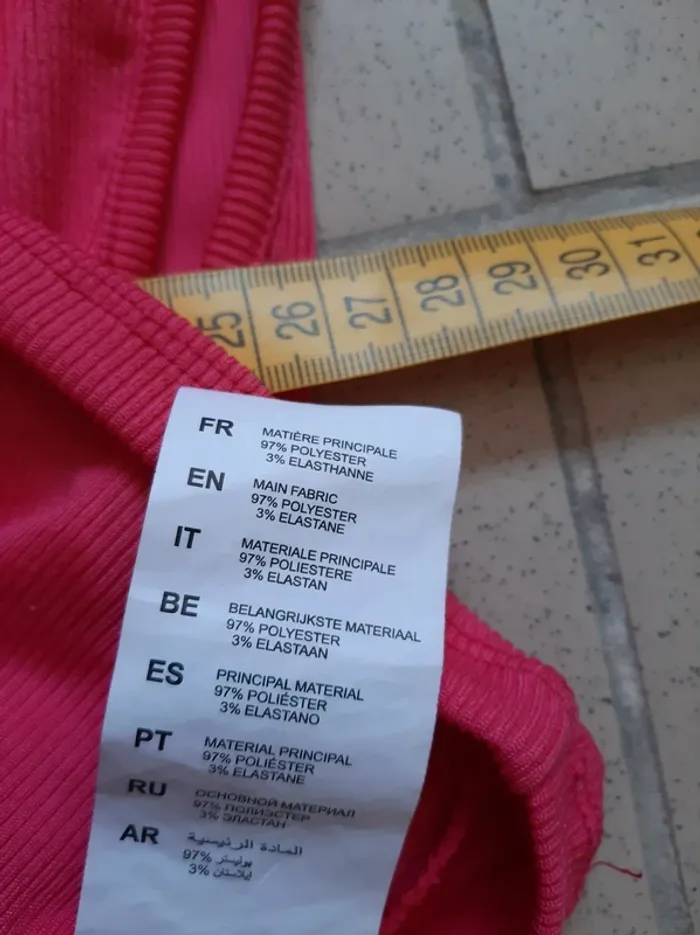 25 26 27 28 29 30 31
FR
MATIÈRE PRINCIPALE
97% POLYESTER
3% ELASTHANNE
EN
MAIN FABRIC
97% POLYESTER
3% ELASTANE
IT
MATERIALE PRINCIPALE
97% POLIESTERE
3% ELASTAN
BE
BELANGRIJKSTE MATERIAAL
97% POLYESTER
3% ELASTAAN
ES
PRINCIPAL MATERIAL
97% POLIÉSTER
3% ELASTANO
PT
MATERIAL PRINCIPAL
97% POLIÉSTER
3% ELASTANE
RU
ОСНОВНОЙ МАТЕРИАЛ
97% ПОЛИЭСТЕР
3% ЭЛАСТАН
AR
المادة الرئيسية
97% بوليستر
3% إيلاستان